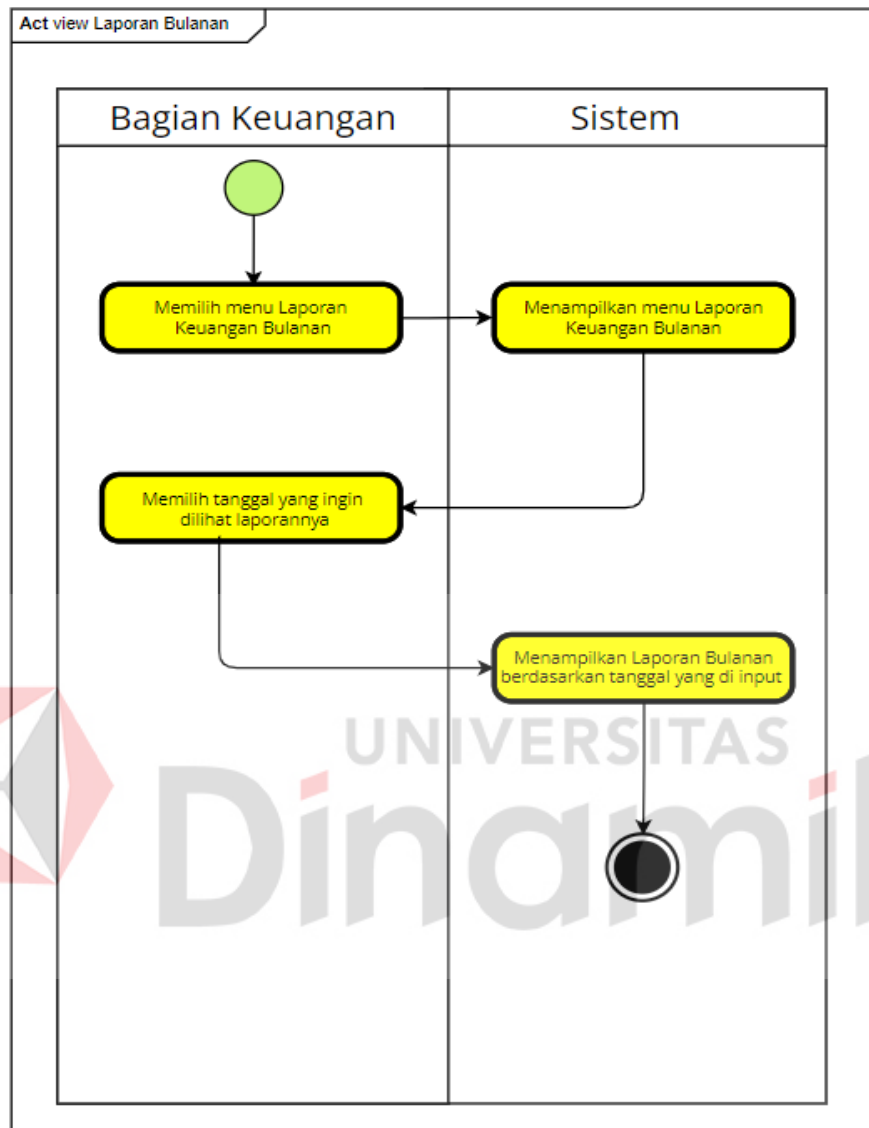 Act view Laporan Bulanan
Bagian Keuangan
Sistem
Memilih menu Laporan
Keuangan Bulanan
Menampilkan menu Laporan
Keuangan Bulanan
Memilih tanggal yang ingin
dilihat laporannya
Menampilkan Laporan Bulanan
berdasarkan tanggal yang di input
UNIVERSITAS
Dinami